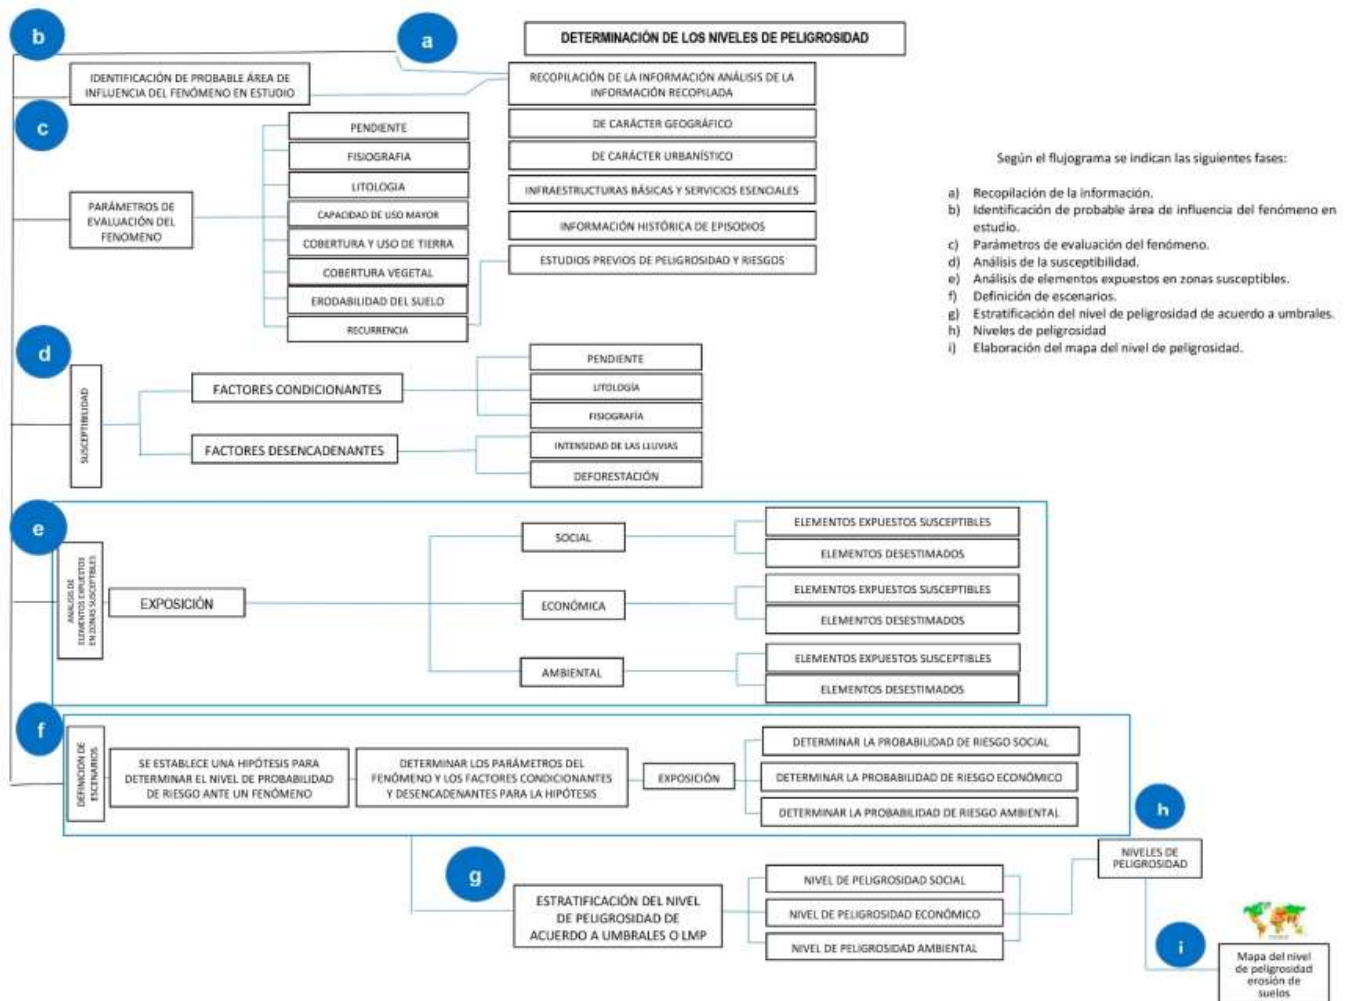 b
a
DETERMINACIÓN DE LOS NIVELES DE PELIGROSIDAD
IDENTIFICACIÓN DE PROBABLE ÁREA DE
INFLUENCIA DEL FENÓMENO EN ESTUDIO
RECOPILACIÓN DE LA INFORMACIÓN ANÁLISIS DE LA
INFORMACIÓN RECOPILADA
DE CARÁCTER GEOGRÁFICO
DE CARÁCTER URBANÍSTICO
INFRAESTRUCTURAS BÁSICAS Y SERVICIOS ESENCIALES
INFORMACIÓN HISTÓRICA DE EPISODIOS
ESTUDIOS PREVIOS DE PELIGROSIDAD Y RIESGOS
c
PARÁMETROS DE
EVALUACIÓN DEL
FENOMENO
PENDIENTE
FISIOGRAFIA
LITOLOGIA
CAPACIDAD DE USO MAYOR
COBERTURA Y USO DE TIERRA
COBERTURA VEGETAL
ERODABILIDAD DEL SUELO
RECURRENCIA
Según el flujograma se indican las siguientes fases:
a) Recopilación de la información.
b) Identificación de probable área de influencia del fenómeno en
estudio.
c) Parámetros de evaluación del fenómeno.
d) Análisis de la susceptibilidad.
e) Análisis de elementos expuestos en zonas susceptibles.
f) Definición de escenarios.
g) Estratificación del nivel de peligrosidad de acuerdo a umbrales.
h) Niveles de peligrosidad
i) Elaboración del mapa del nivel de peligrosidad.
d
SUSCEPTIBILIDAD
FACTORES CONDICIONANTES
PENDIENTE
LITOLOGÍA
FISIOGRAFÍA
FACTORES DESENCADENANTES
INTENSIDAD DE LAS LLUVIAS
DEFORESTACIÓN
e
ANÁLISIS DE
ELEMENTOS EXPUESTOS
EN ZONAS SUSCEPTIBLES
EXPOSICIÓN
SOCIAL
ELEMENTOS EXPUESTOS SUSCEPTIBLES
ELEMENTOS DESESTIMADOS
ECONÓMICA
ELEMENTOS EXPUESTOS SUSCEPTIBLES
ELEMENTOS DESESTIMADOS
AMBIENTAL
ELEMENTOS EXPUESTOS SUSCEPTIBLES
ELEMENTOS DESESTIMADOS
f
DEFINICIÓN DE
ESCENARIOS
SE ESTABLECE UNA HIPÓTESIS PARA
DETERMINAR EL NIVEL DE PROBABILIDAD
DE RIESGO ANTE UN FENÓMENO
DETERMINAR LOS PARÁMETROS DEL
FENÓMENO Y LOS FACTORES CONDICIONANTES
Y DESENCADENANTES PARA LA HIPÓTESIS
EXPOSICIÓN
DETERMINAR LA PROBABILIDAD DE RIESGO SOCIAL
DETERMINAR LA PROBABILIDAD DE RIESGO ECONÓMICO
DETERMINAR LA PROBABILIDAD DE RIESGO AMBIENTAL
g
ESTRATIFICACIÓN DEL NIVEL
DE PELIGROSIDAD DE
ACUERDO A UMBRALES O LMP
NIVEL DE PELIGROSIDAD SOCIAL
NIVEL DE PELIGROSIDAD ECONÓMICO
NIVEL DE PELIGROSIDAD AMBIENTAL
h
NIVELES DE
PELIGROSIDAD
i
Mapa del nivel
de peligrosidad
erosión de
suelos